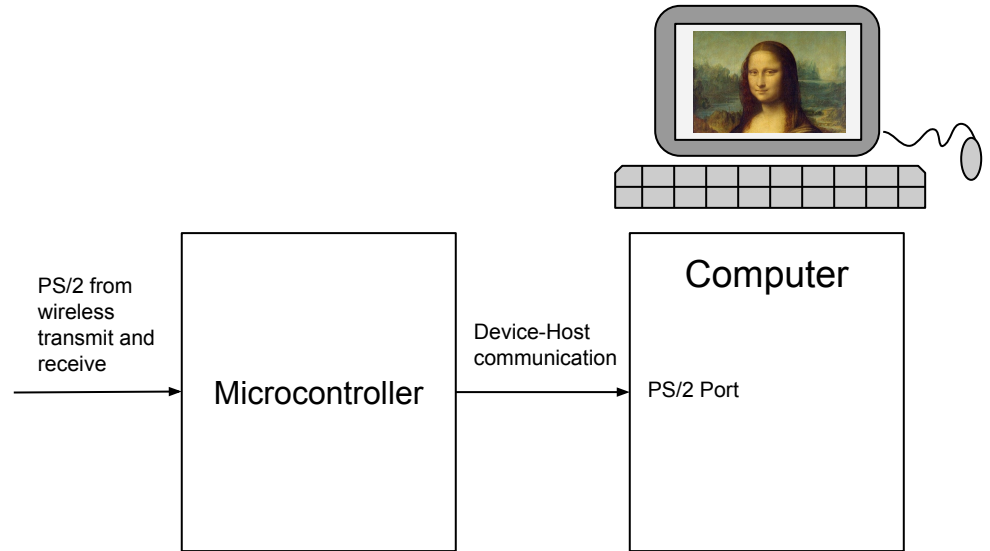 Computer
PS/2 from
wireless
transmit and
receive
Device-Host
communication
Microcontroller
PS/2 Port